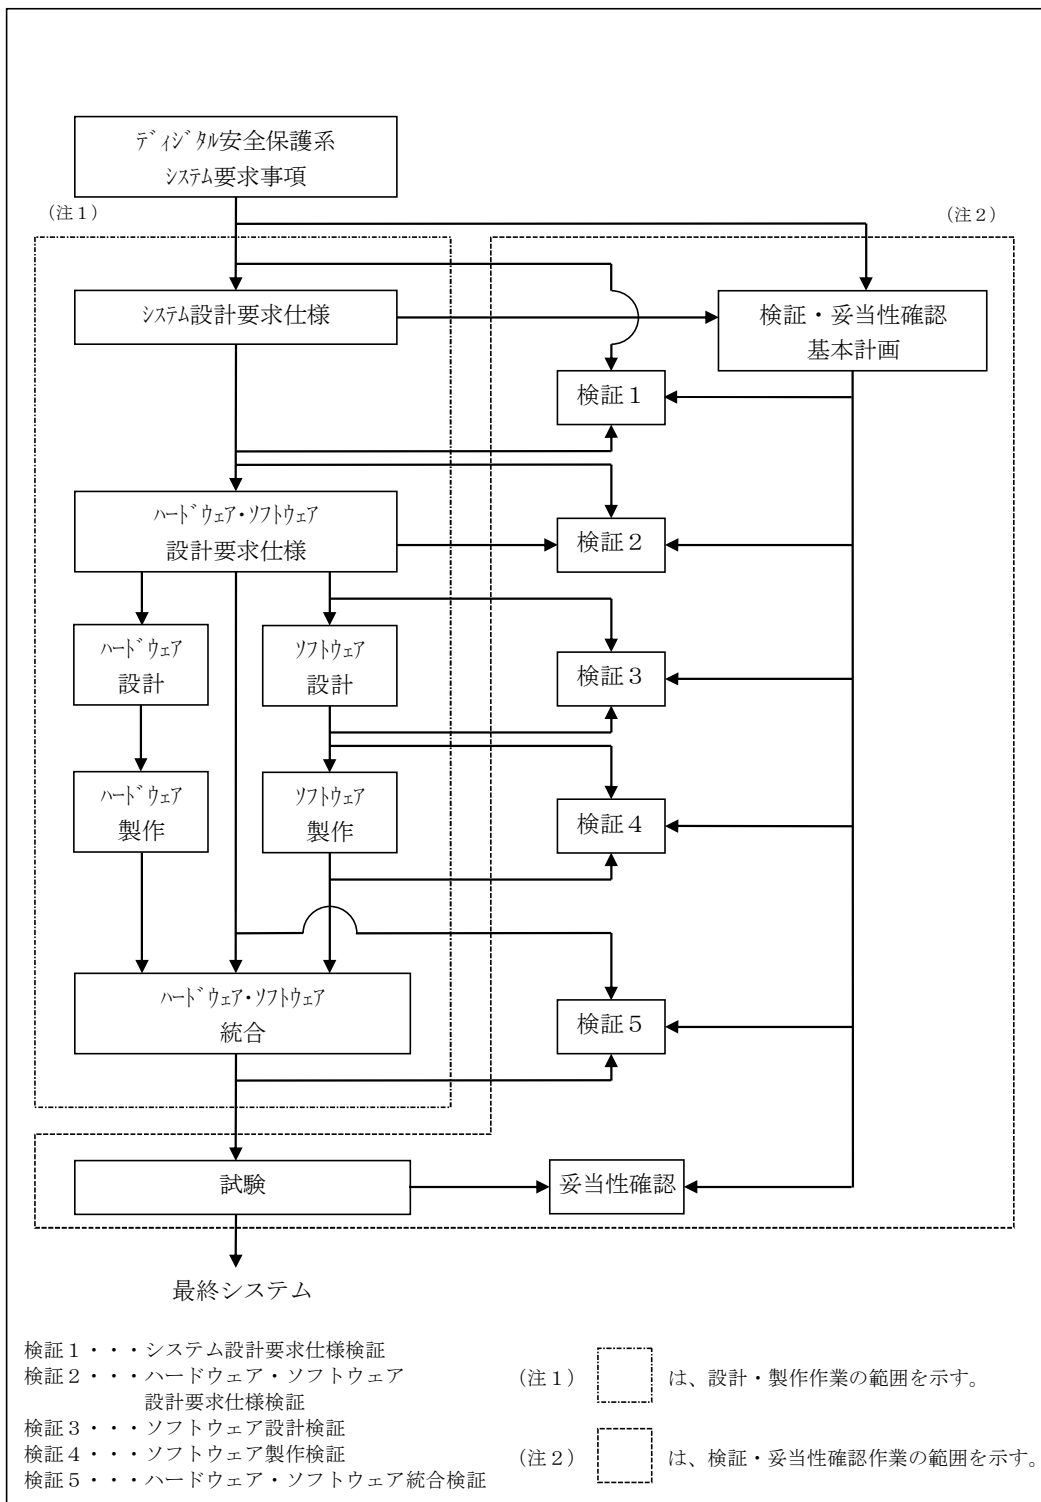 ﾃﾞｨｼﾞﾀﾙ安全保護系
ｼｽﾃﾑ要求事項
（注１）
（注２）
ｼｽﾃﾑ設計要求仕様
検証・妥当性確認
基本計画
検証１
ﾊｰﾄﾞｳｪｱ・ｿﾌﾄｳｪｱ
設計要求仕様
検証２
ﾊｰﾄﾞｳｪｱ
設計
ｿﾌﾄｳｪｱ
設計
検証３
ﾊｰﾄﾞｳｪｱ
製作
ｿﾌﾄｳｪｱ
製作
検証４
ﾊｰﾄﾞｳｪｱ・ｿﾌﾄｳｪｱ
統合
検証５
試験
妥当性確認
最終システム
検証１・・・システム設計要求仕様検証
検証２・・・ハードウェア・ソフトウェア
設計要求仕様検証
検証３・・・ソフトウェア設計検証
検証４・・・ソフトウェア製作検証
検証５・・・ハードウェア・ソフトウェア統合検証
（注１） は、設計・製作作業の範囲を示す。
（注２） は、検証・妥当性確認作業の範囲を示す。